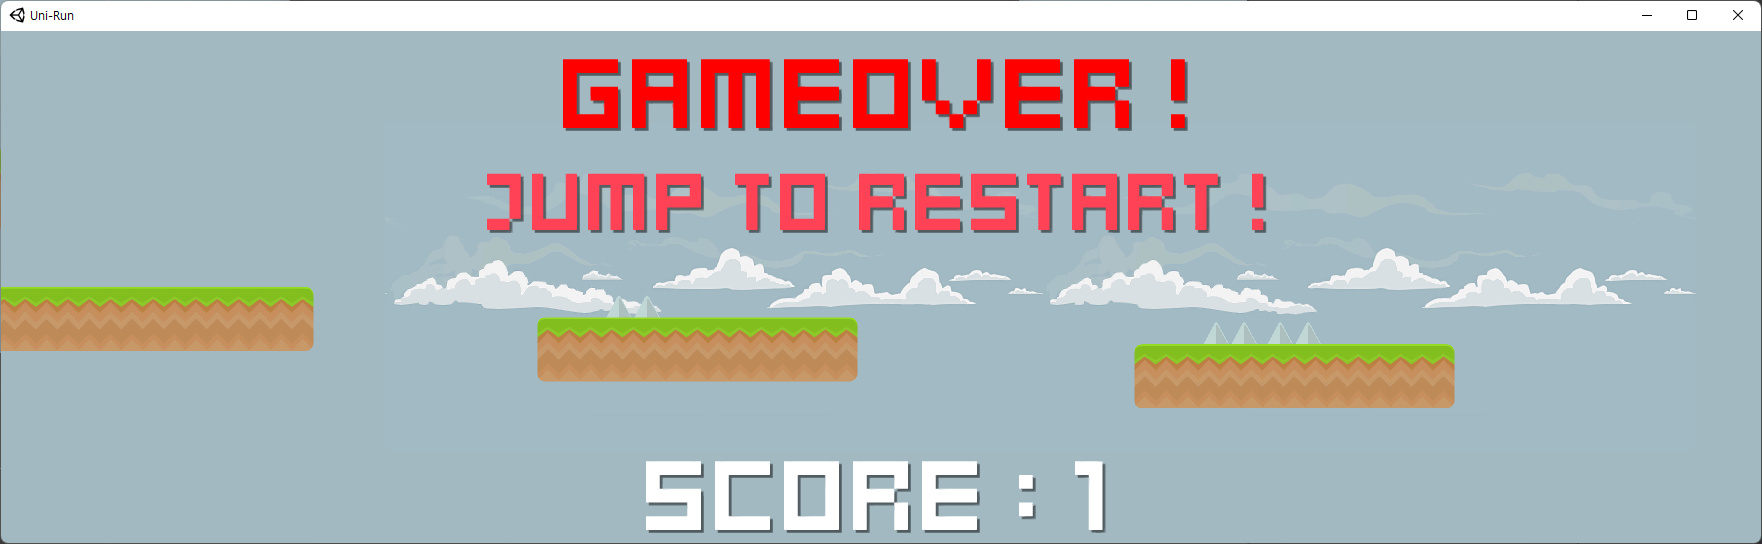 Uni-Run
GAMEOVER !
JUMP TO RESTART !
SCORE : 1